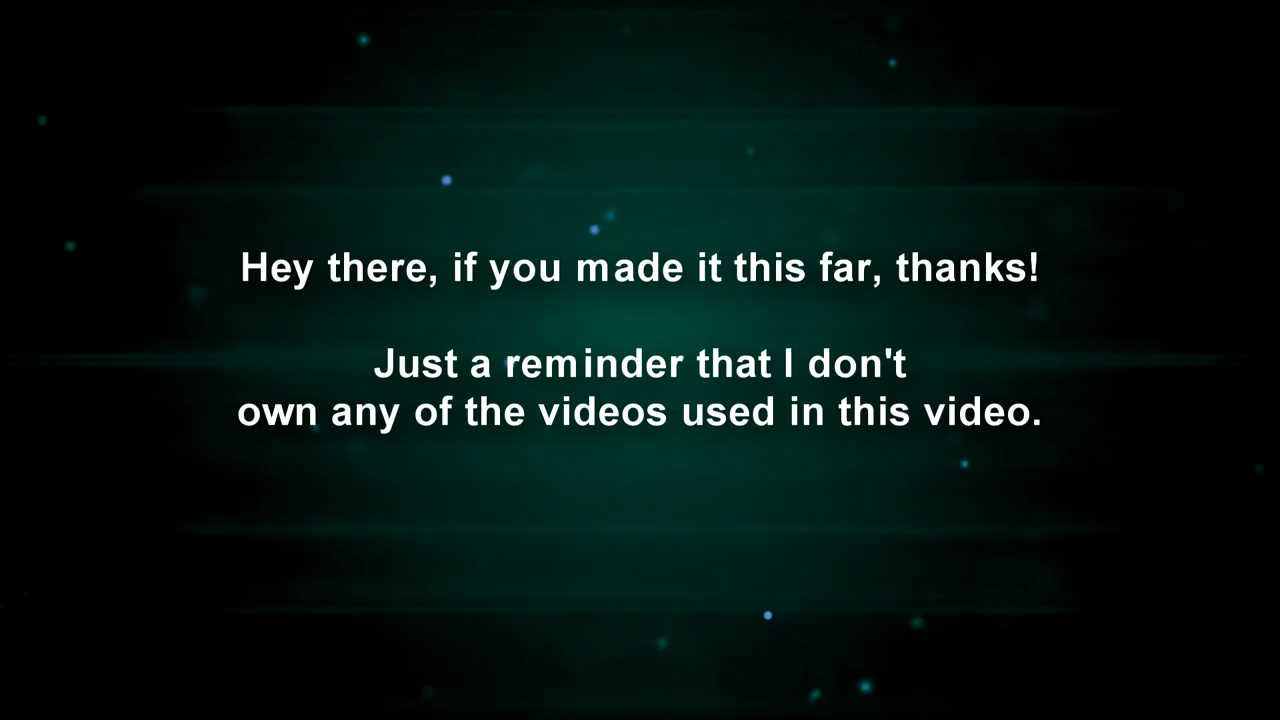 Hey there, if you made it this far, thanks!
Just a reminder that I don't
own any of the videos used in this video.